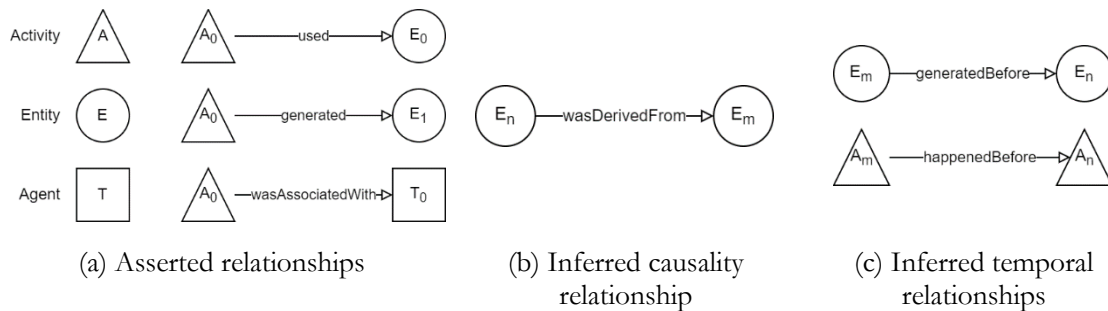 Activity A A0 used E0
Entity E A0 generated E1
Agent T A0 wasAssociatedWith T0
(a) Asserted relationships
En wasDerivedFrom Em
(b) Inferred causality
relationship
Em generatedBefore En
Am happenedBefore An
(c) Inferred temporal
relationships